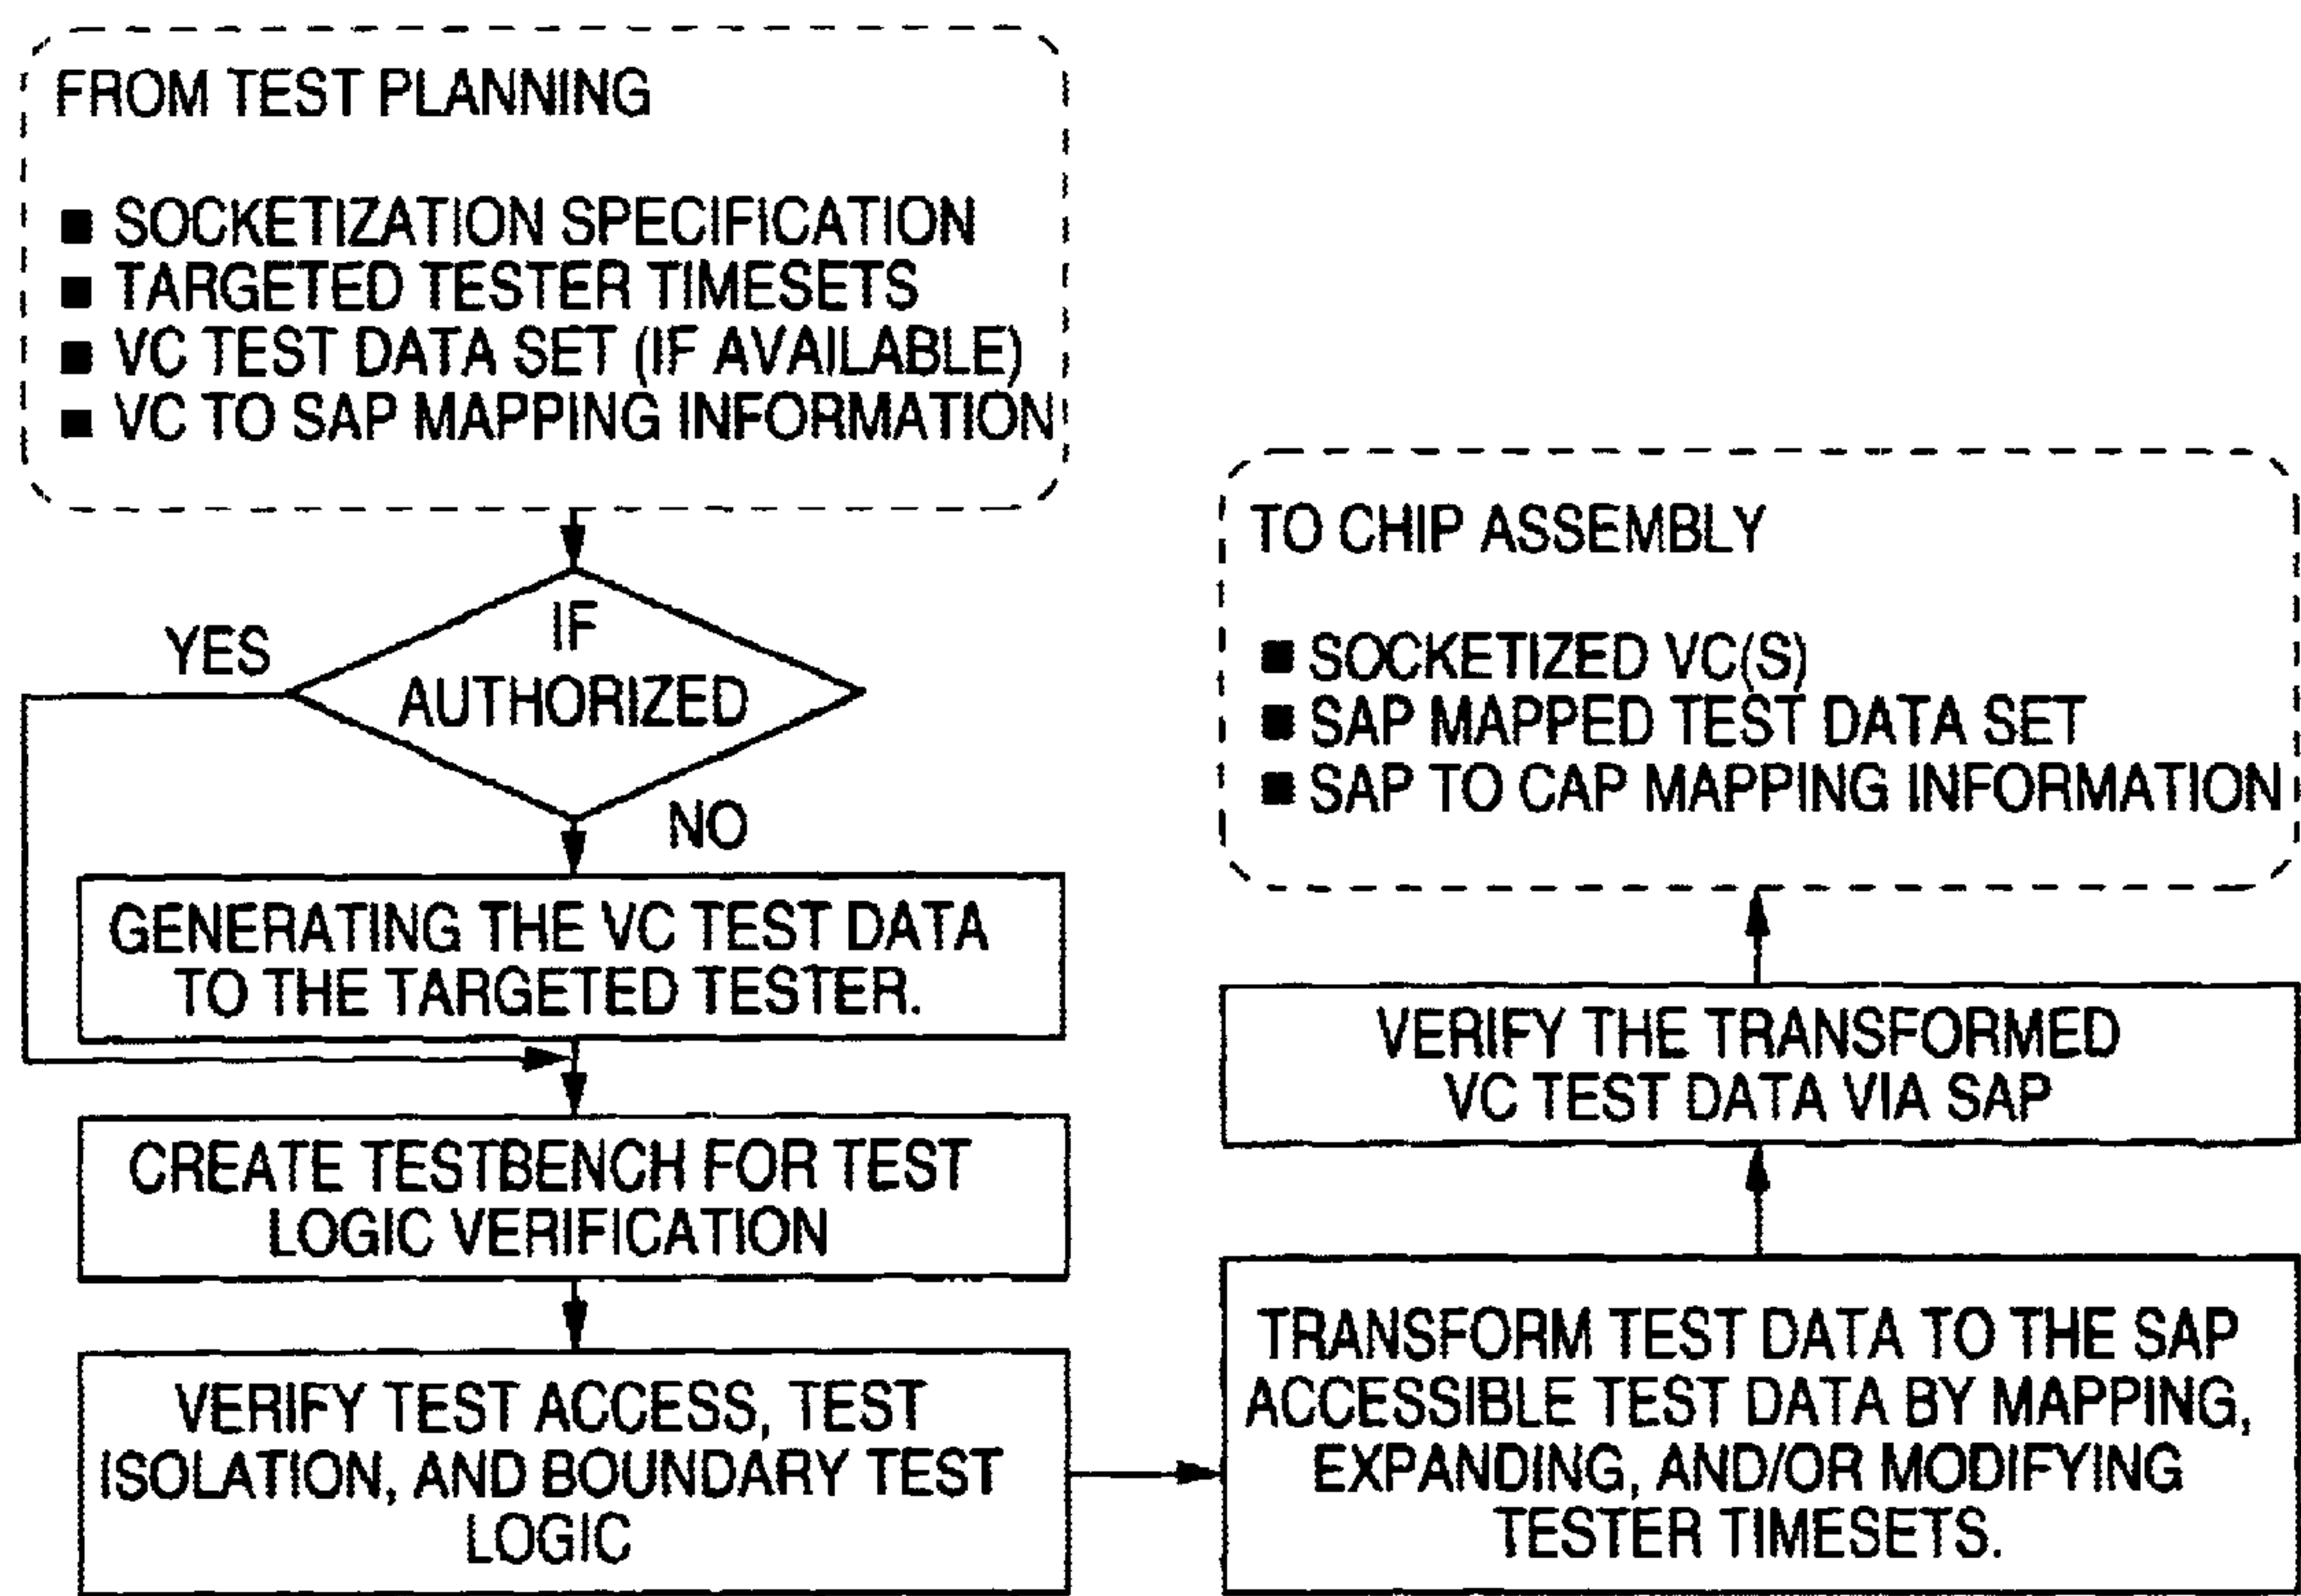 FROM TEST PLANNING
■ SOCKETIZATION SPECIFICATION
■ TARGETED TESTER TIMESETS
■ VC TEST DATA SET (IF AVAILABLE)
■ VC TO SAP MAPPING INFORMATION
IF
AUTHORIZED
YES
NO
GENERATING THE VC TEST DATA
TO THE TARGETED TESTER.
CREATE TESTBENCH FOR TEST
LOGIC VERIFICATION
VERIFY TEST ACCESS, TEST
ISOLATION, AND BOUNDARY TEST
LOGIC
TRANSFORM TEST DATA TO THE SAP
ACCESSIBLE TEST DATA BY MAPPING,
EXPANDING, AND/OR MODIFYING
TESTER TIMESETS.
VERIFY THE TRANSFORMED
VC TEST DATA VIA SAP
TO CHIP ASSEMBLY
■ SOCKETIZED VC(S)
■ SAP MAPPED TEST DATA SET
■ SAP TO CAP MAPPING INFORMATION